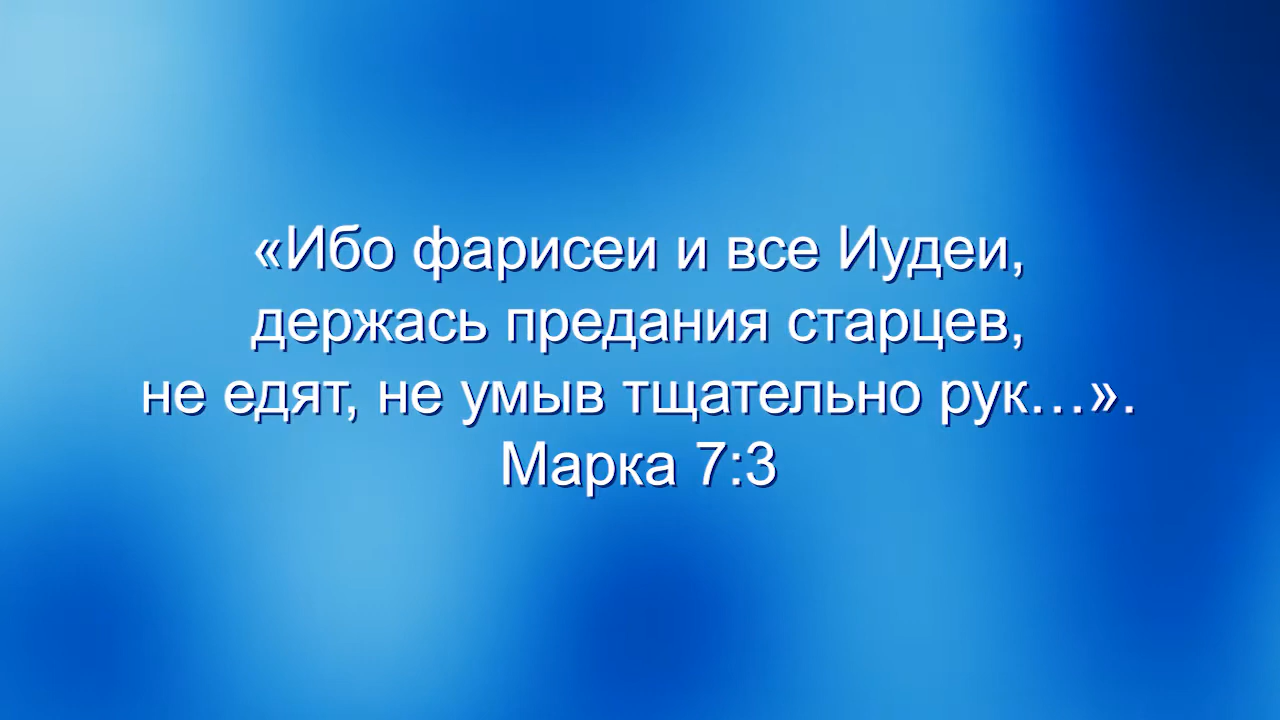 «Ибо фарисеи и все Иудеи,
держась предания старцев,
не едят, не умыв тщательно рук…».
Марка 7:3